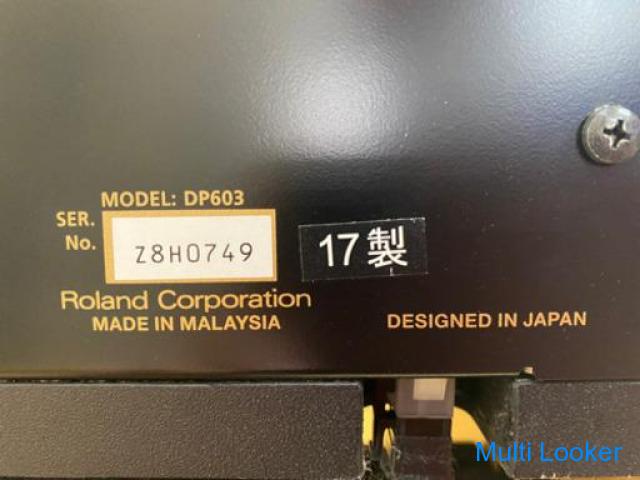 MODEL: DP603
SER.
No.
Z8H0749
17製
Roland Corporation
MADE IN MALAYSIA
DESIGNED IN JAPAN
Multi Looker